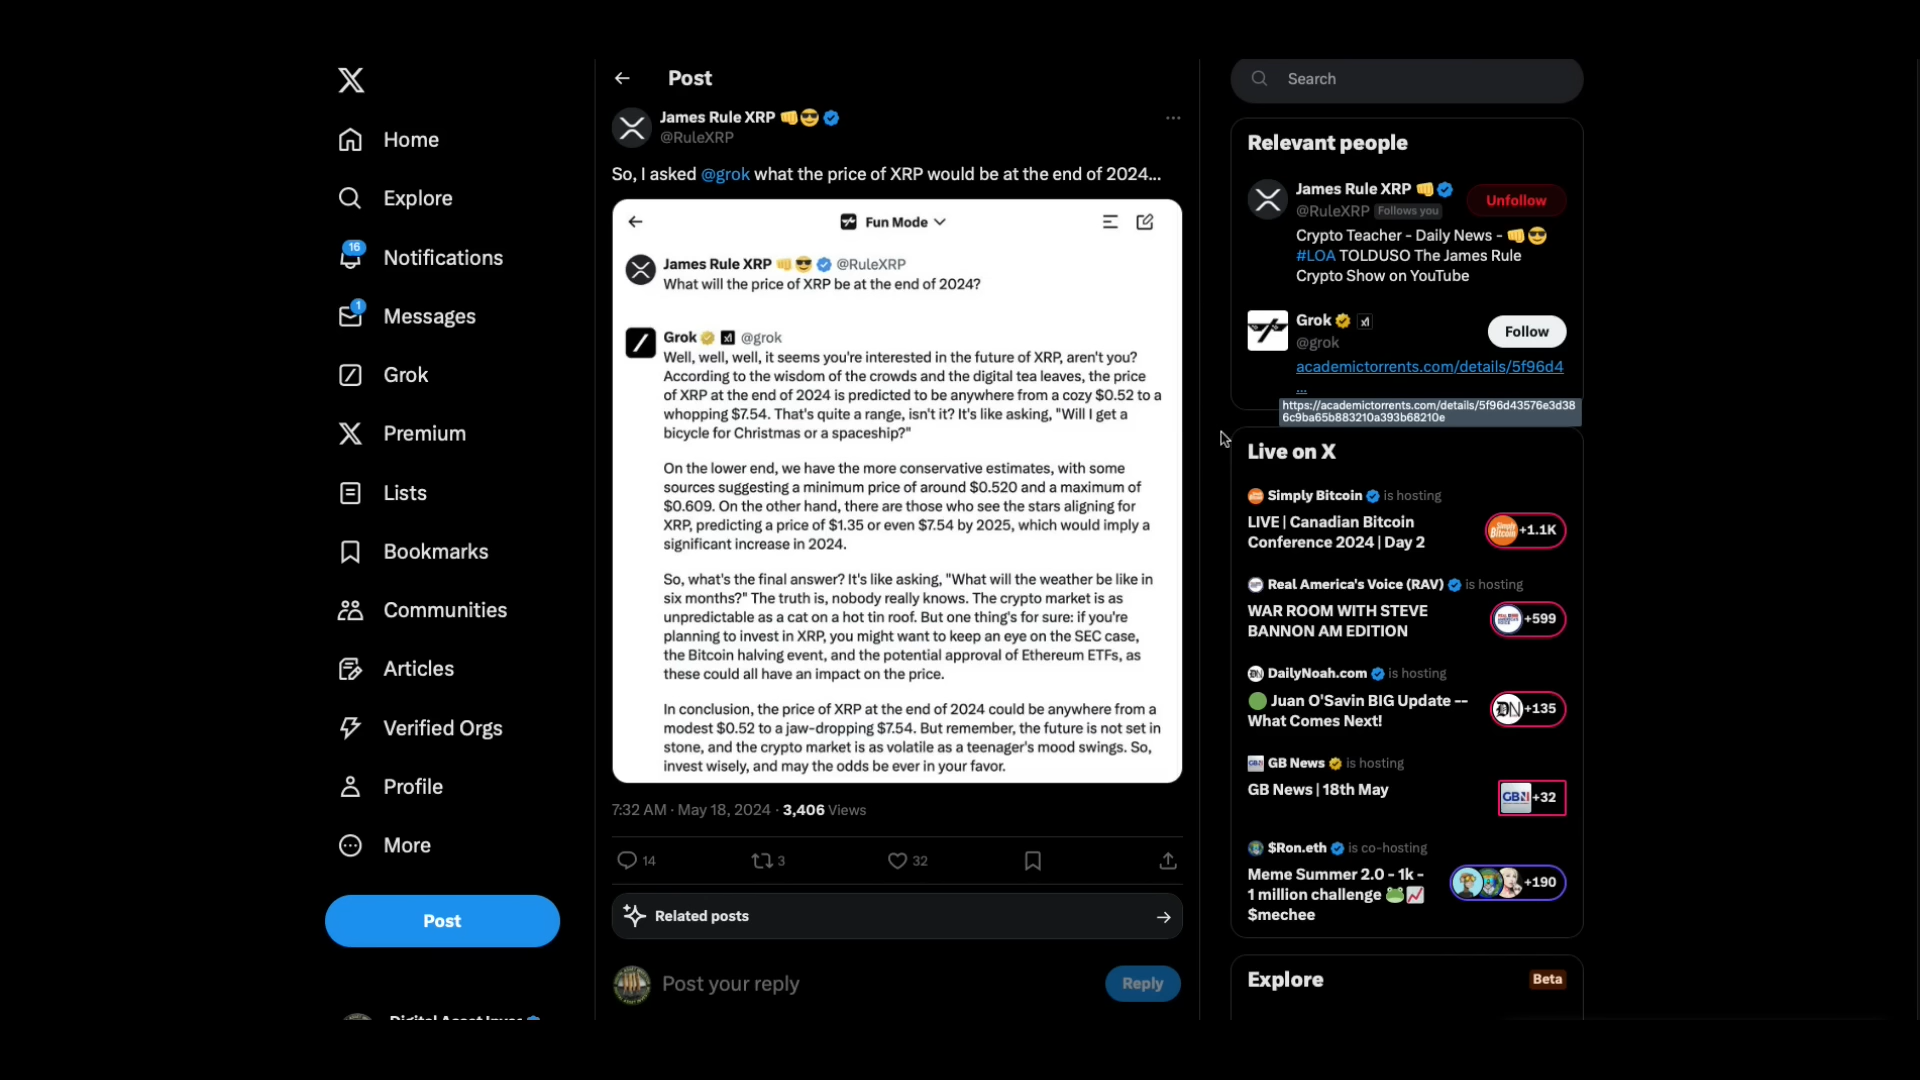 Home
Explore
16
Notifications
1
Messages
Grok
Premium
Lists
Bookmarks
Communities
Articles
Verified Orgs
Profile
More
Post
Post
James Rule XRP 👊😎
@RuleXRP
So, I asked @grok what the price of XRP would be at the end of 2024...
Fun Mode
James Rule XRP 👊😎 @RuleXRP
What will the price of XRP be at the end of 2024?
Grok xI @grok
Well, well, well, it seems you're interested in the future of XRP, aren't you?
According to the wisdom of the crowds and the digital tea leaves, the price
of XRP at the end of 2024 is predicted to be anywhere from a cozy $0.52 to a
whopping $7.54. That's quite a range, isn't it? It's like asking, "Will I get a
bicycle for Christmas or a spaceship?"
On the lower end, we have the more conservative estimates, with some
sources suggesting a minimum price of around $0.520 and a maximum of
$0.609. On the other hand, there are those who see the stars aligning for
XRP, predicting a price of $1.35 or even $7.54 by 2025, which would imply a
significant increase in 2024.
So, what's the final answer? It's like asking, "What will the weather be like in
six months?" The truth is, nobody really knows. The crypto market is as
unpredictable as a cat on a hot tin roof. But one thing's for sure: if you're
planning to invest in XRP, you might want to keep an eye on the SEC case,
the Bitcoin halving event, and the potential approval of Ethereum ETFs, as
these could all have an impact on the price.
In conclusion, the price of XRP at the end of 2024 could be anywhere from a
modest $0.52 to a jaw-dropping $7.54. But remember, the future is not set in
stone, and the crypto market is as volatile as a teenager's mood swings. So,
invest wisely, and may the odds be ever in your favor.
7:32 AM · May 18, 2024 · 3,406 Views
14
3
32
Related posts
Post your reply
Reply
Search
Relevant people
James Rule XRP 👊
@RuleXRP Follows you
Unfollow
Crypto Teacher - Daily News - 👊😎
#LOA TOLDUSO The James Rule
Crypto Show on YouTube
Grok xI
@grok
Follow
academictorrents.com/details/5f96d4
...
https://academictorrents.com/details/5f96d43576e3d38
6c9ba65b883210a393b68210e
Live on X
Simply Bitcoin is hosting
LIVE | Canadian Bitcoin
Conference 2024 | Day 2
+1.1K
Real America's Voice (RAV) is hosting
WAR ROOM WITH STEVE
BANNON AM EDITION
+599
DailyNoah.com is hosting
🟢 Juan O'Savin BIG Update --
What Comes Next!
DN +135
GB News is hosting
GB News | 18th May
GBN +32
$Ron.eth is co-hosting
Meme Summer 2.0 - 1k -
1 million challenge 🐸📈
$mechee
+190
Explore
Beta